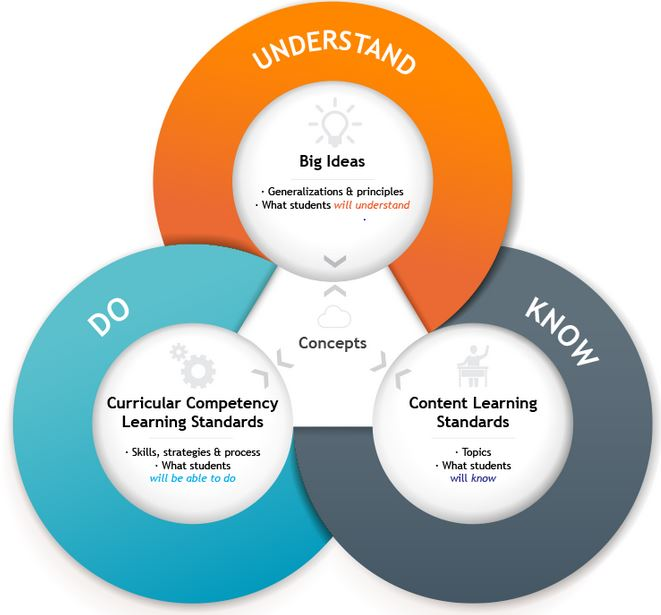 UNDERSTAND
Big Ideas
· Generalizations & principles
· What students will understand
·
Concepts
DO
Curricular Competency
Learning Standards
· Skills, strategies & process
· What students
will be able to do
KNOW
Content Learning
Standards
· Topics
· What students
will know